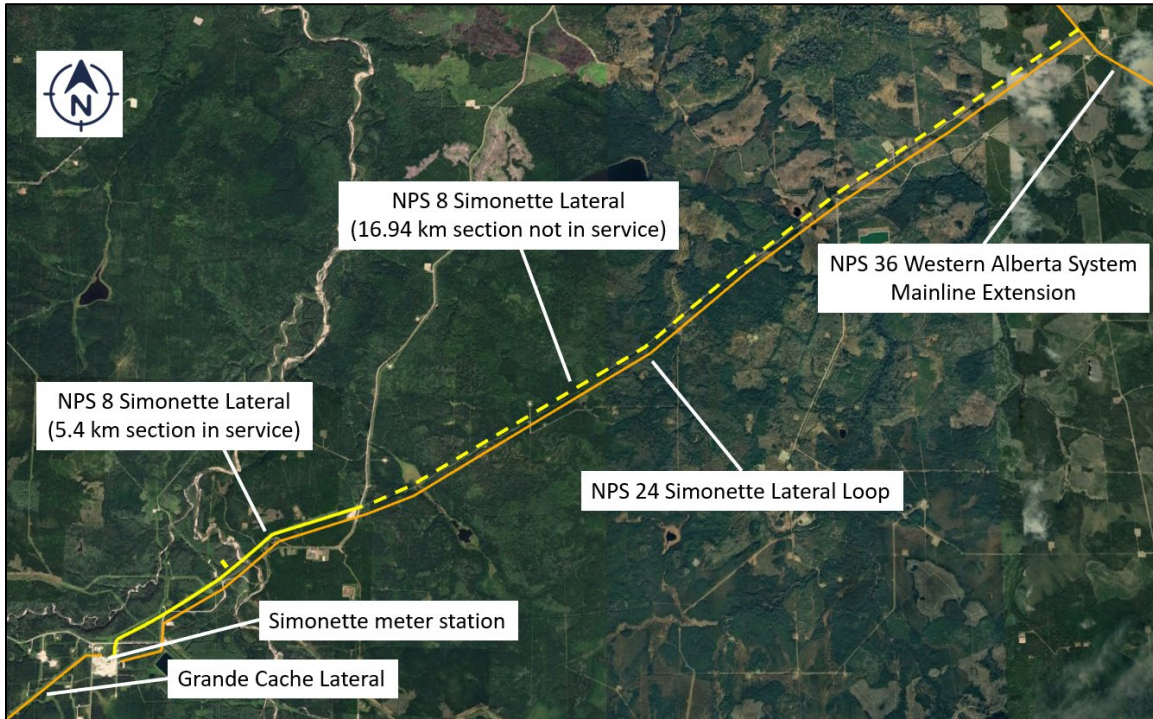 N
NPS 8 Simonette Lateral
(16.94 km section not in service)
NPS 36 Western Alberta System
Mainline Extension
NPS 8 Simonette Lateral
(5.4 km section in service)
NPS 24 Simonette Lateral Loop
Simonette meter station
Grande Cache Lateral